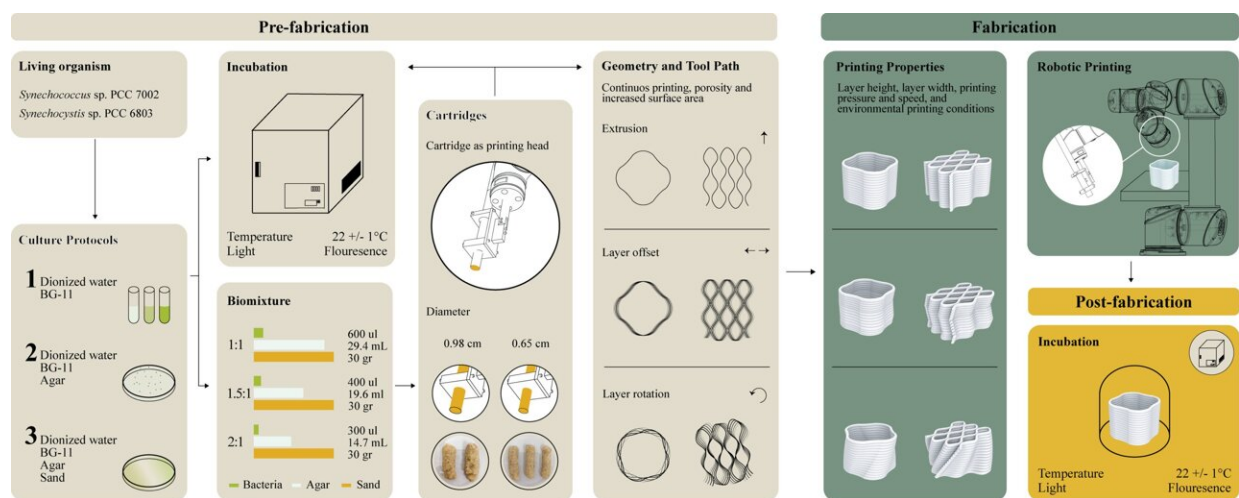 Pre-fabrication
Living organism
Synechococcus sp. PCC 7002
Synechocystis sp. PCC 6803
Culture Protocols
1 Dionized water
BG-11
2 Dionized water
BG-11
Agar
3 Dionized water
BG-11
Agar
Sand
Incubation
Temperature 22 +/- 1°C
Light Flouresence
Biomixture
1:1
600 ul
29.4 mL
30 gr
1.5:1
400 ul
19.6 ml
30 gr
2:1
300 ul
14.7 mL
30 gr
Bacteria Agar Sand
Cartridges
Cartridge as printing head
Diameter
0.98 cm 0.65 cm
Geometry and Tool Path
Continuos printing, porosity and
increased surface area
Extrusion
Layer offset
Layer rotation
Fabrication
Printing Properties
Layer height, layer width, printing
pressure and speed, and
environmental printing conditions
Robotic Printing
Post-fabrication
Incubation
Temperature 22 +/- 1°C
Light Flouresence